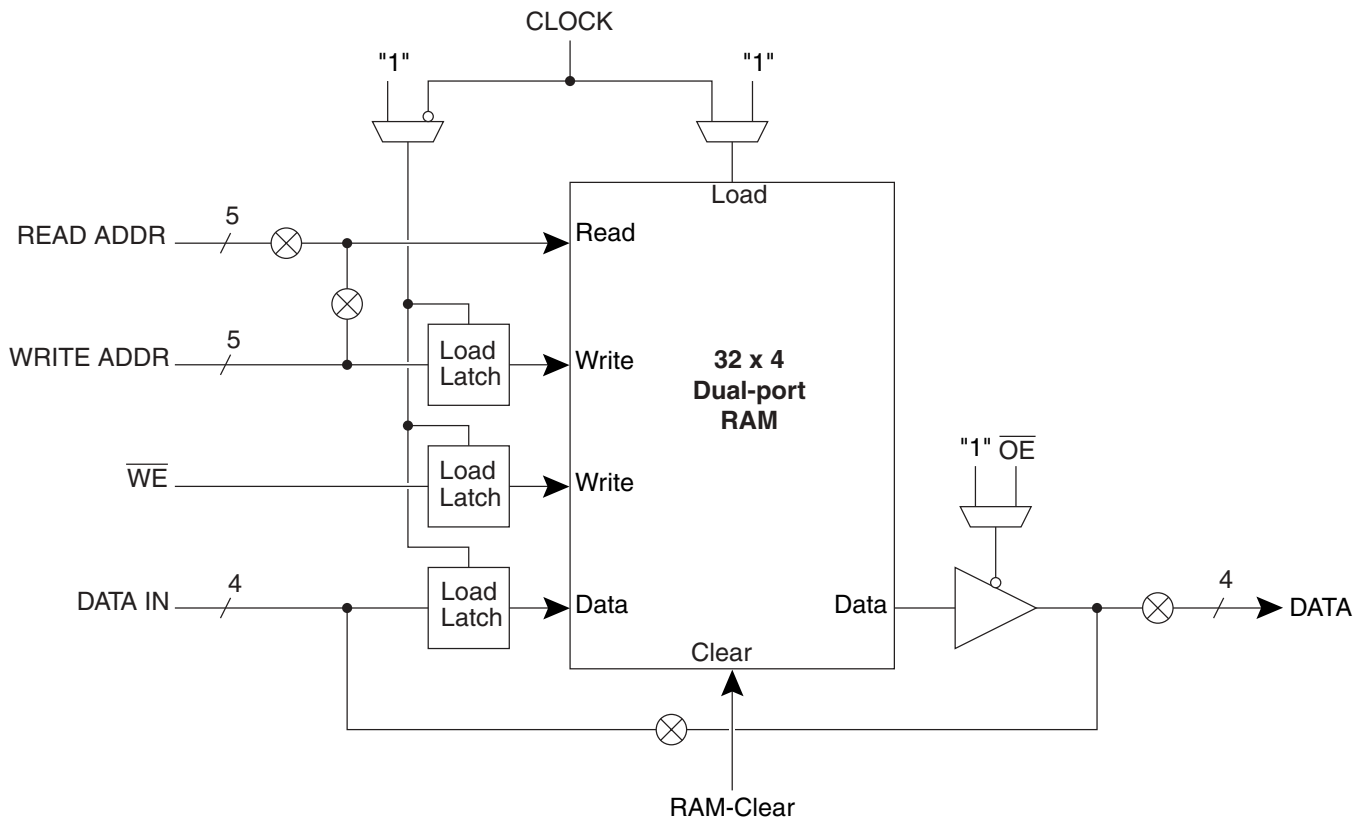 CLOCK
"1"
"1"
Load
READ ADDR
5
Read
WRITE ADDR
5
Load
Latch
Write
32 x 4
Dual-port
RAM
WE
Load
Latch
Write
"1" OE
DATA IN
4
Load
Latch
Data
Data
4
DATA
Clear
RAM-Clear